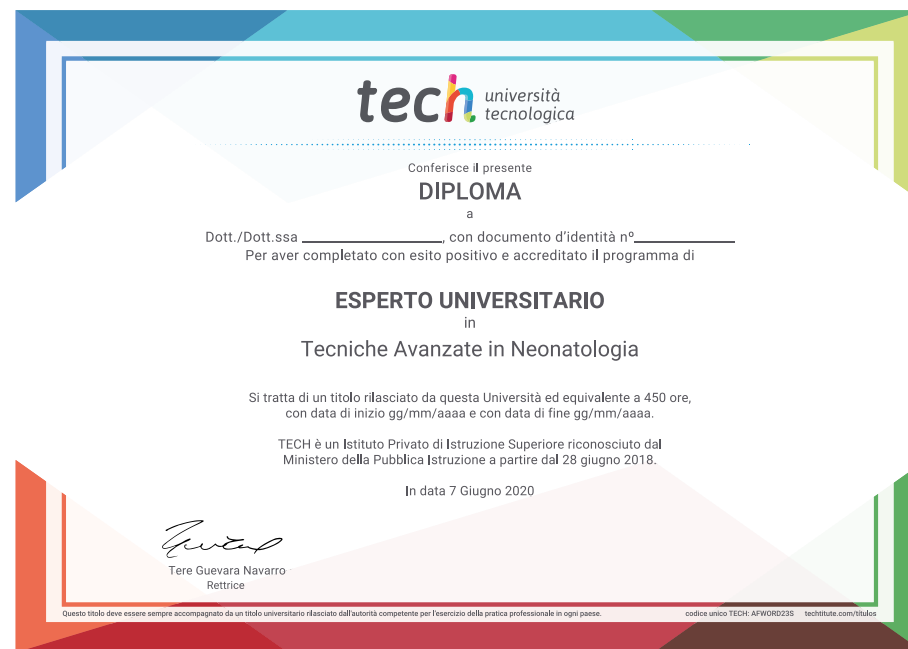 tech università
tecnologica
Conferisce il presente
DIPLOMA
a
Dott./Dott.ssa ____________, con documento d'identità nº__________
Per aver completato con esito positivo e accreditato il programma di
ESPERTO UNIVERSITARIO
in
Tecniche Avanzate in Neonatologia
Si tratta di un titolo rilasciato da questa Università ed equivalente a 450 ore,
con data di inizio gg/mm/aaaa e con data di fine gg/mm/aaaa.
TECH è un Istituto Privato di Istruzione Superiore riconosciuto dal
Ministero della Pubblica Istruzione a partire dal 28 giugno 2018.
In data 7 Giugno 2020
Tere Guevara Navarro
Rettrice
Questo titolo deve essere sempre accompagnato da un titolo universitario rilasciato dall'autorità competente per l'esercizio della pratica professionale in ogni paese. codice unico TECH: AFWORD23S techtitute.com/titulos